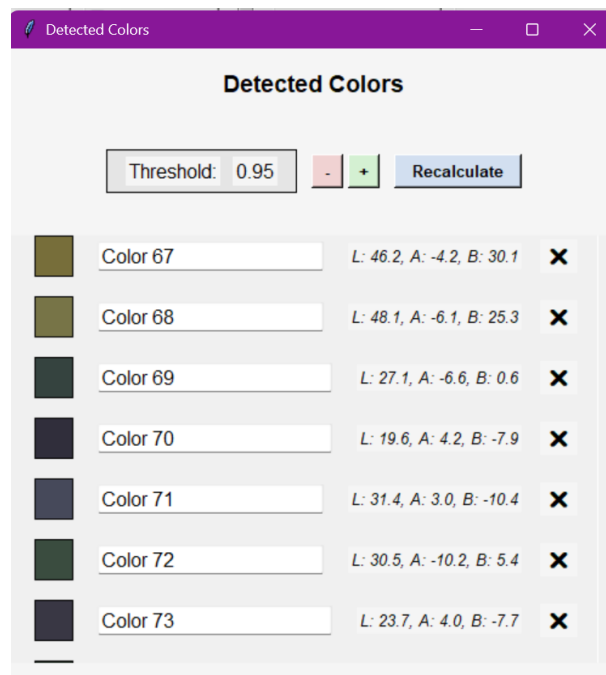 Detected Colors
Detected Colors
Threshold: 0.95 - + Recalculate
Color 67 L: 46.2, A: -4.2, B: 30.1 ×
Color 68 L: 48.1, A: -6.1, B: 25.3 ×
Color 69 L: 27.1, A: -6.6, B: 0.6 ×
Color 70 L: 19.6, A: 4.2, B: -7.9 ×
Color 71 L: 31.4, A: 3.0, B: -10.4 ×
Color 72 L: 30.5, A: -10.2, B: 5.4 ×
Color 73 L: 23.7, A: 4.0, B: -7.7 ×